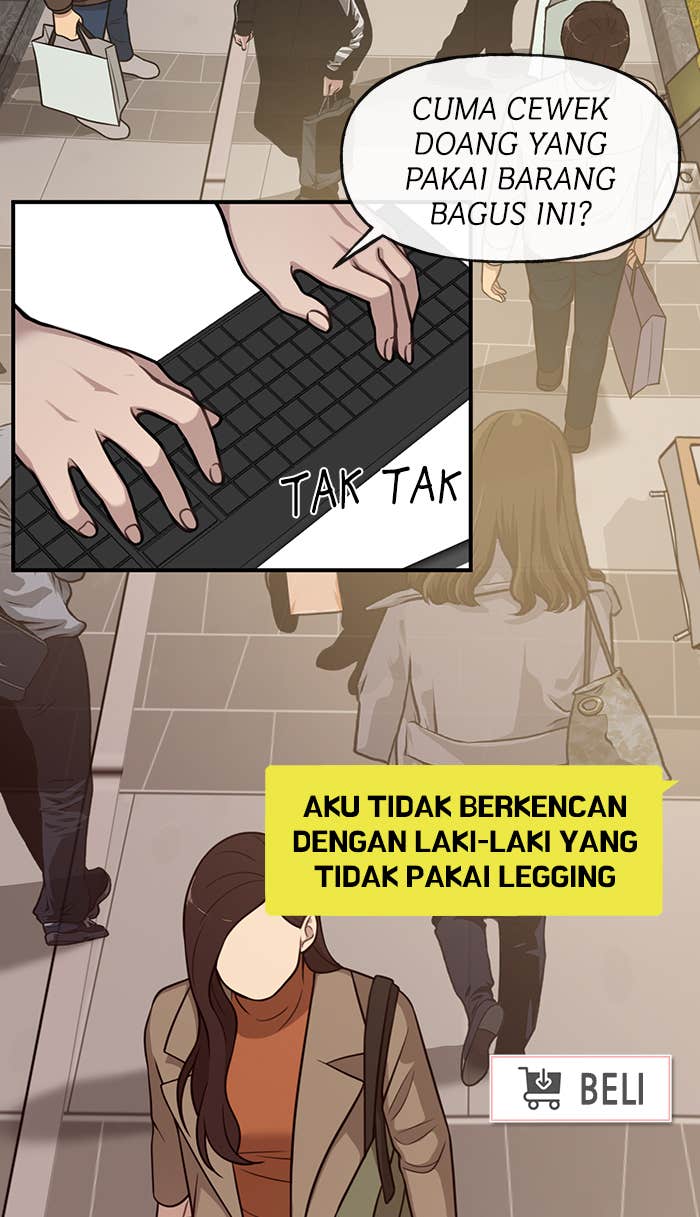 CUMA CEWEK
DOANG YANG
PAKAI BARANG
BAGUS INI?
TAK TAK
AKU TIDAK BERKENCAN
DENGAN LAKI-LAKI YANG
TIDAK PAKAI LEGGING
BELI